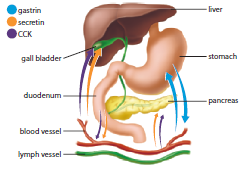 gastrin
secretin
CCK
liver
gall bladder
stomach
duodenum
pancreas
blood vessel
lymph vessel